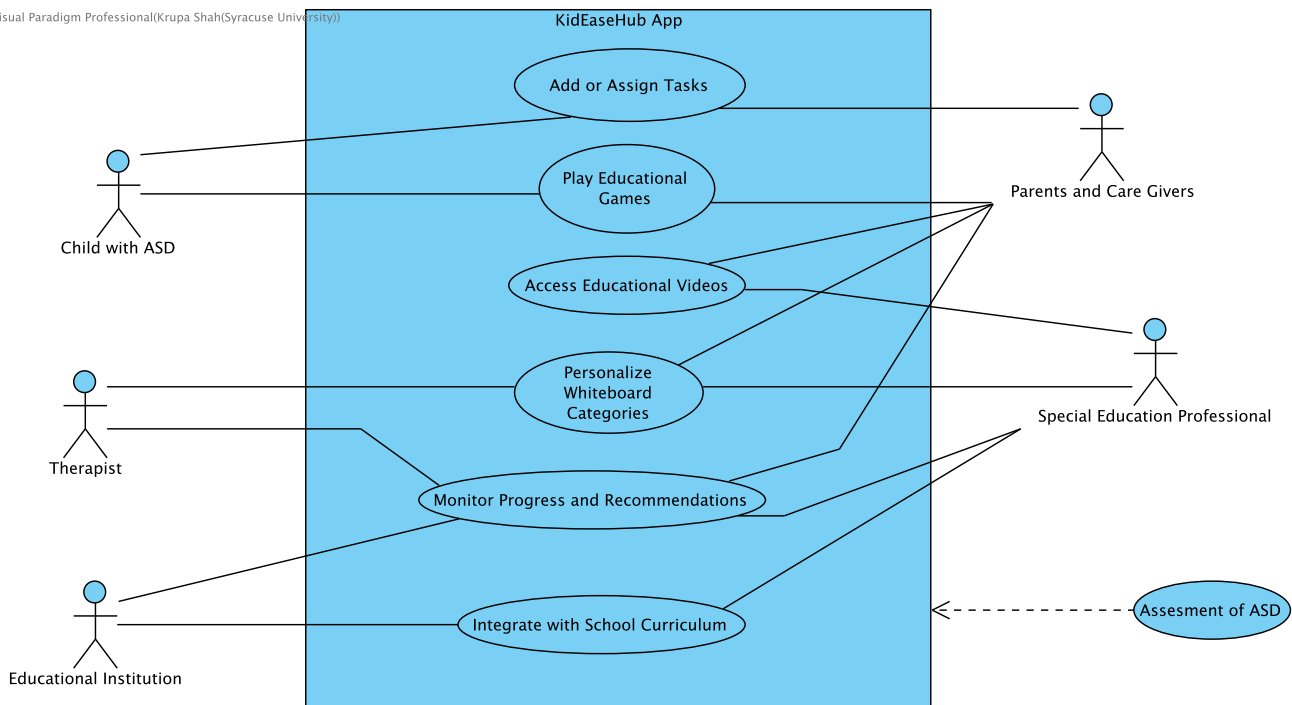 isual Paradigm Professional(Krupa Shah(Syracuse University))
KidEaseHub App
Add or Assign Tasks
Play Educational
Games
Parents and Care Givers
Child with ASD
Access Educational Videos
Personalize
Whiteboard
Categories
Special Education Professional
Therapist
Monitor Progress and Recommendations
Assesment of ASD
Integrate with School Curriculum
Educational Institution